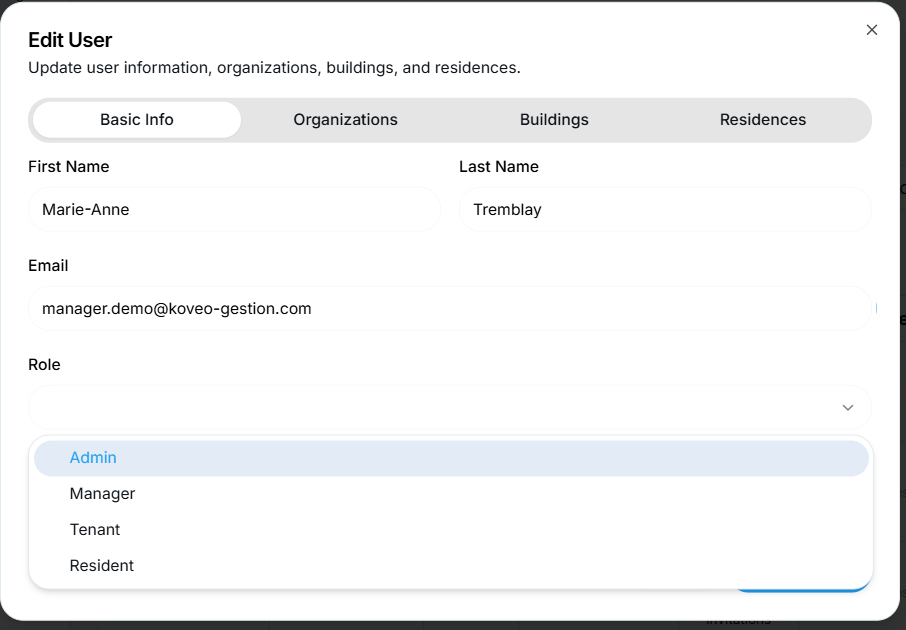 Edit User
Update user information, organizations, buildings, and residences.
Basic Info Organizations Buildings Residences
First Name Last Name
Marie-Anne Tremblay
Email
manager.demo@koveo-gestion.com
Role
Admin
Manager
Tenant
Resident